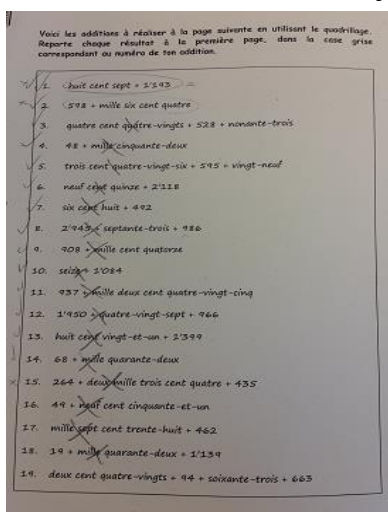 Voici les additions à réaliser à la page suivante en utilisant le quadrillage.
Reporte chaque résultat à la première page, dans la case grise
correspondant au numéro de ton addition.
1. huit cent sept + 1'193 =
2. 598 + mille six cent quatre
3. quatre cent quatre-vingts + 528 + nonante-trois
4. 48 + mille cinquante-deux
5. trois cent quatre-vingt-six + 595 + vingt-neuf
6. neuf cent quinze + 2'118
7. six cent huit + 492
8. 2'945 + septante-trois + 986
9. 908 + mille cent quatorze
10. seize + 1'084
11. 937 + mille deux cent quatre-vingt-cinq
12. 1'950 + quatre-vingt-sept + 966
13. huit cent vingt-et-un + 1'399
14. 68 + mille quarante-deux
15. 264 + deux mille trois cent quatre + 435
16. 49 + neuf cent cinquante-et-un
17. mille sept cent trente-huit + 462
18. 19 + mille quarante-deux + 1'139
19. deux cent quatre-vingts + 94 + soixante-trois + 663